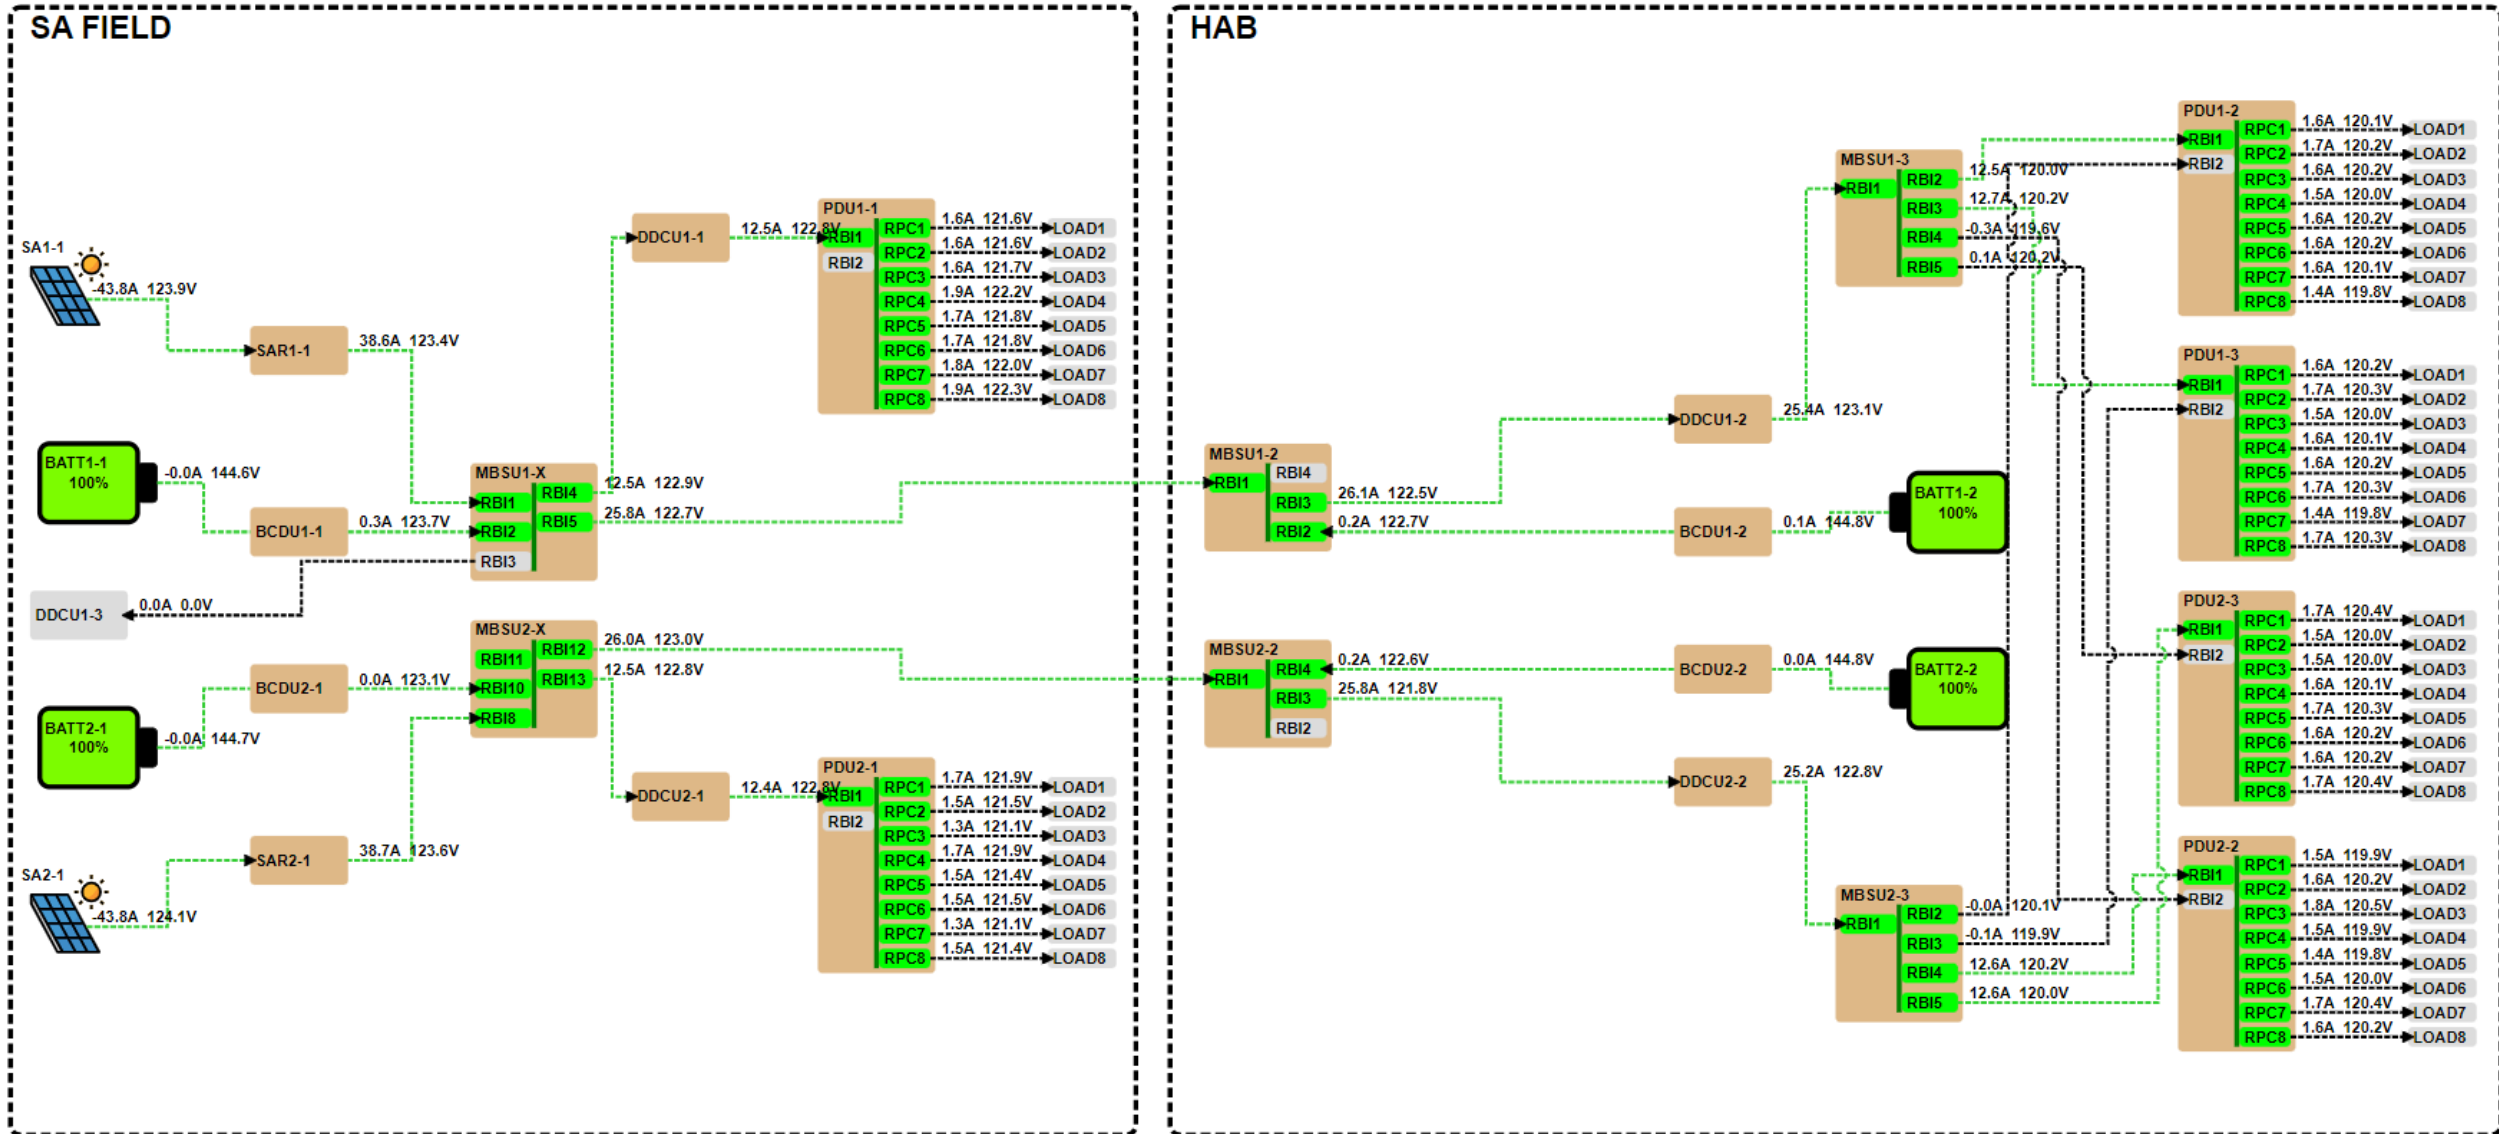 SA FIELD
SA1-1
-43.8A 123.9V
SAR1-1
38.6A 123.4V
BATT1-1
100%
-0.0A 144.6V
BCDU1-1
0.3A 123.7V
DDCU1-3
0.0A 0.0V
MBSU1-X
RBI1
RBI2
RBI3
RBI4
RBI5
12.5A 122.9V
25.8A 122.7V
DDCU1-1
12.5A 122.8V
PDU1-1
RBI1
RBI2
RPC1 1.6A 121.6V LOAD1
RPC2 1.6A 121.6V LOAD2
RPC3 1.6A 121.7V LOAD3
RPC4 1.9A 122.2V LOAD4
RPC5 1.7A 121.8V LOAD5
RPC6 1.7A 121.8V LOAD6
RPC7 1.8A 122.0V LOAD7
RPC8 1.9A 122.3V LOAD8
BATT2-1
100%
-0.0A 144.7V
BCDU2-1
0.0A 123.1V
SA2-1
-43.8A 124.1V
SAR2-1
38.7A 123.6V
MBSU2-X
RBI11
RBI10
RBI8
RBI12
RBI13
26.0A 123.0V
12.5A 122.8V
DDCU2-1
12.4A 122.8V
PDU2-1
RBI1
RBI2
RPC1 1.7A 121.9V LOAD1
RPC2 1.5A 121.5V LOAD2
RPC3 1.3A 121.1V LOAD3
RPC4 1.7A 121.9V LOAD4
RPC5 1.5A 121.4V LOAD5
RPC6 1.5A 121.5V LOAD6
RPC7 1.3A 121.1V LOAD7
RPC8 1.5A 121.4V LOAD8
HAB
MBSU1-2
RBI1
RBI4
RBI3
RBI2
26.1A 122.5V
0.2A 122.7V
DDCU1-2
25.4A 123.1V
BCDU1-2
0.1A 144.8V
BATT1-2
100%
MBSU2-2
RBI1
RBI4
RBI3
RBI2
0.2A 122.6V
25.8A 121.8V
BCDU2-2
0.0A 144.8V
BATT2-2
100%
DDCU2-2
25.2A 122.8V
MBSU1-3
RBI1
RBI2
RBI3
RBI4
RBI5
12.5A 120.0V
12.7A 120.2V
-0.3A 119.6V
0.1A 120.2V
MBSU2-3
RBI1
RBI2
RBI3
RBI4
RBI5
-0.0A 120.1V
-0.1A 119.9V
12.6A 120.2V
12.6A 120.0V
PDU1-2
RBI1
RBI2
RPC1 1.6A 120.1V LOAD1
RPC2 1.7A 120.2V LOAD2
RPC3 1.6A 120.2V LOAD3
RPC4 1.5A 120.0V LOAD4
RPC5 1.6A 120.2V LOAD5
RPC6 1.6A 120.2V LOAD6
RPC7 1.6A 120.1V LOAD7
RPC8 1.4A 119.8V LOAD8
PDU1-3
RBI1
RBI2
RPC1 1.6A 120.2V LOAD1
RPC2 1.7A 120.3V LOAD2
RPC3 1.5A 120.0V LOAD3
RPC4 1.6A 120.1V LOAD4
RPC5 1.6A 120.2V LOAD5
RPC6 1.7A 120.3V LOAD6
RPC7 1.4A 119.8V LOAD7
RPC8 1.7A 120.3V LOAD8
PDU2-3
RBI1
RBI2
RPC1 1.7A 120.4V LOAD1
RPC2 1.5A 120.0V LOAD2
RPC3 1.5A 120.0V LOAD3
RPC4 1.6A 120.1V LOAD4
RPC5 1.7A 120.3V LOAD5
RPC6 1.6A 120.2V LOAD6
RPC7 1.6A 120.2V LOAD7
RPC8 1.7A 120.4V LOAD8
PDU2-2
RBI1
RBI2
RPC1 1.5A 119.9V LOAD1
RPC2 1.6A 120.2V LOAD2
RPC3 1.8A 120.5V LOAD3
RPC4 1.5A 119.9V LOAD4
RPC5 1.4A 119.8V LOAD5
RPC6 1.5A 120.0V LOAD6
RPC7 1.7A 120.4V LOAD7
RPC8 1.6A 120.2V LOAD8